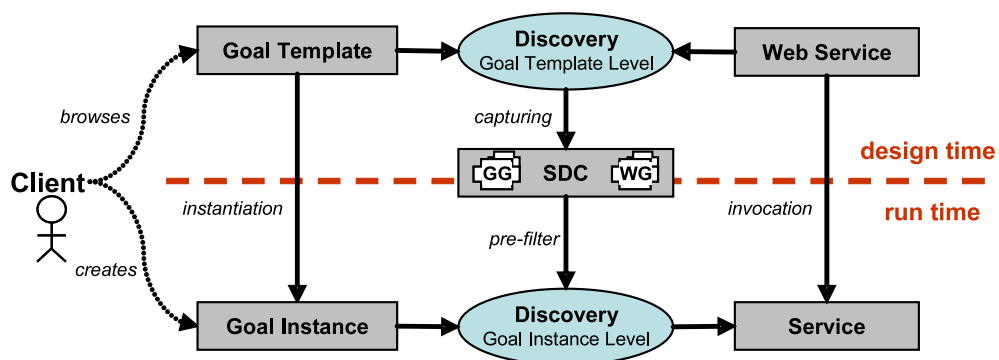 Goal Template
Discovery
Goal Template Level
Web Service
browses
capturing
design time
GG
SDC
WG
Client
instantiation
invocation
run time
pre-filter
creates
Goal Instance
Discovery
Goal Instance Level
Service